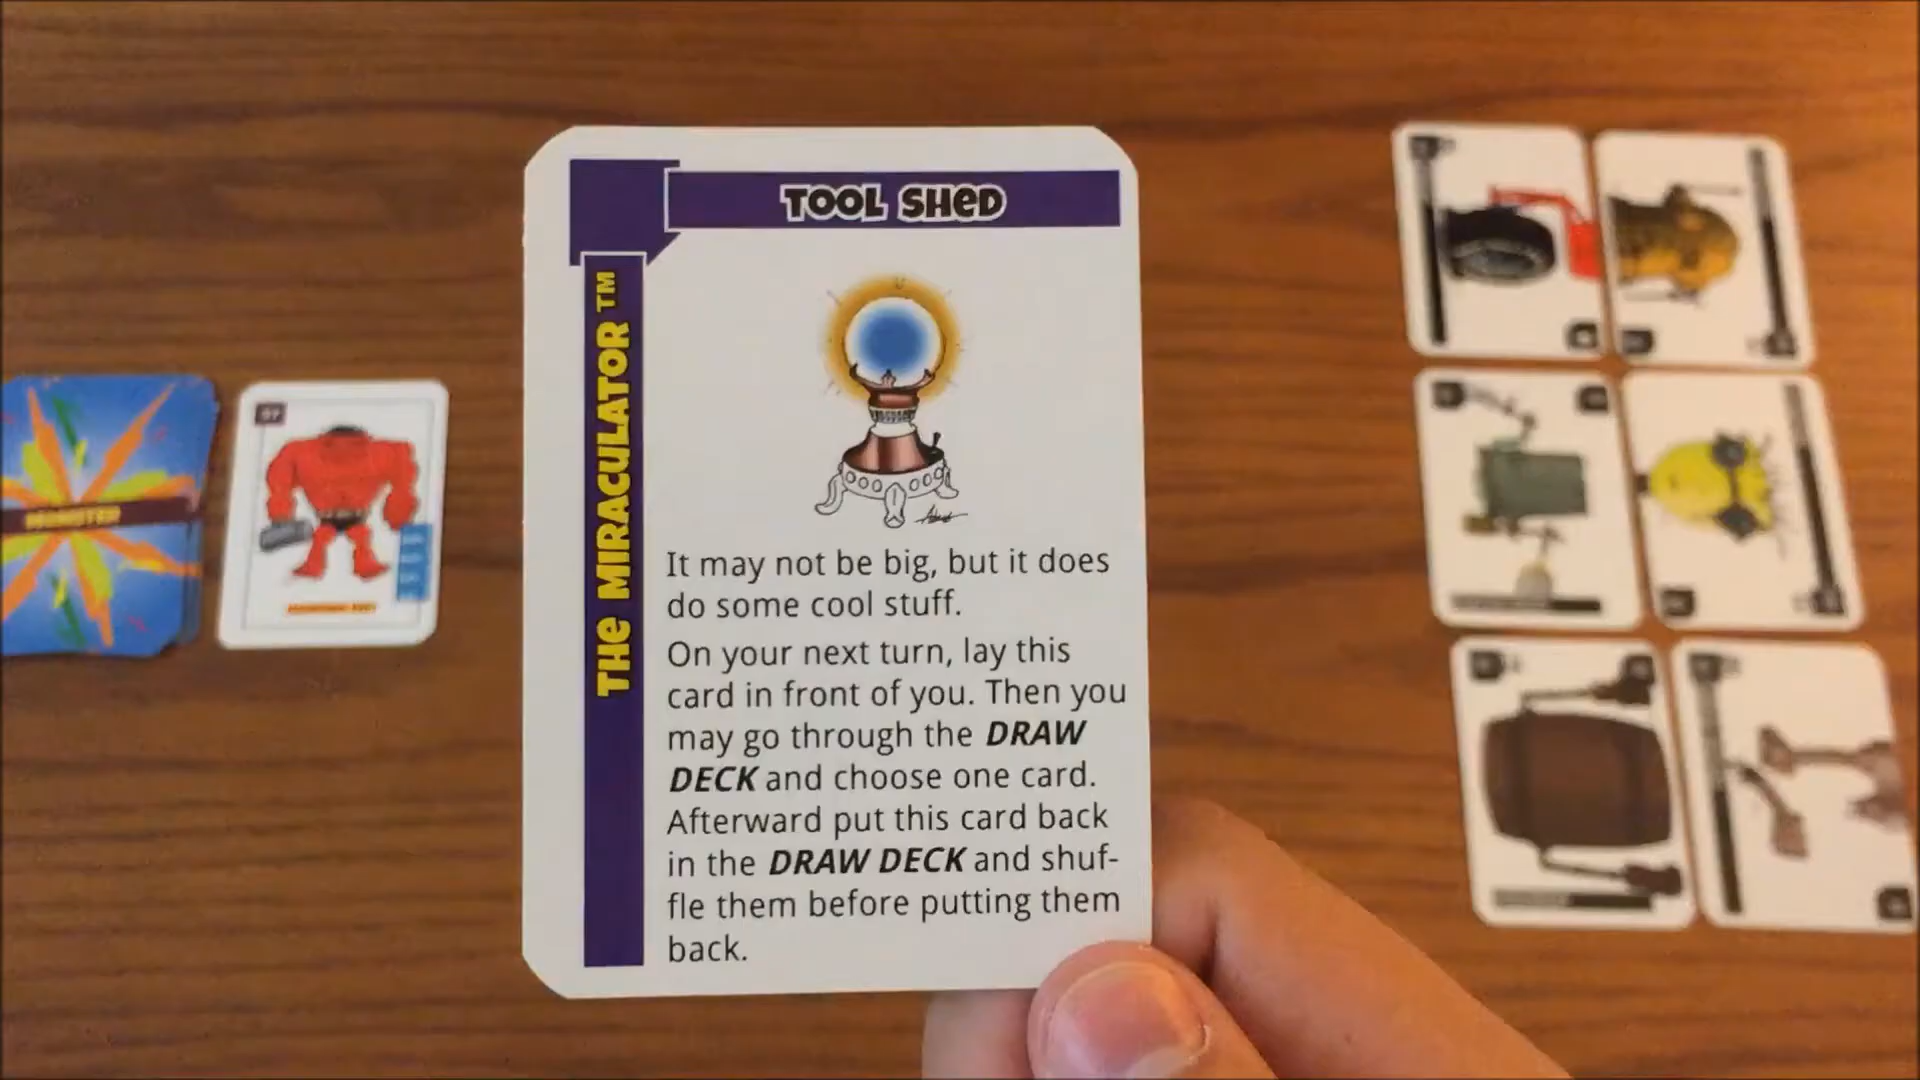 TOOL SHED
THE MIRACULATOR™
It may not be big, but it does
do some cool stuff.
On your next turn, lay this
card in front of you. Then you
may go through the DRAW
DECK and choose one card.
Afterward put this card back
in the DRAW DECK and shuf-
fle them before putting them
back.
MONSTER